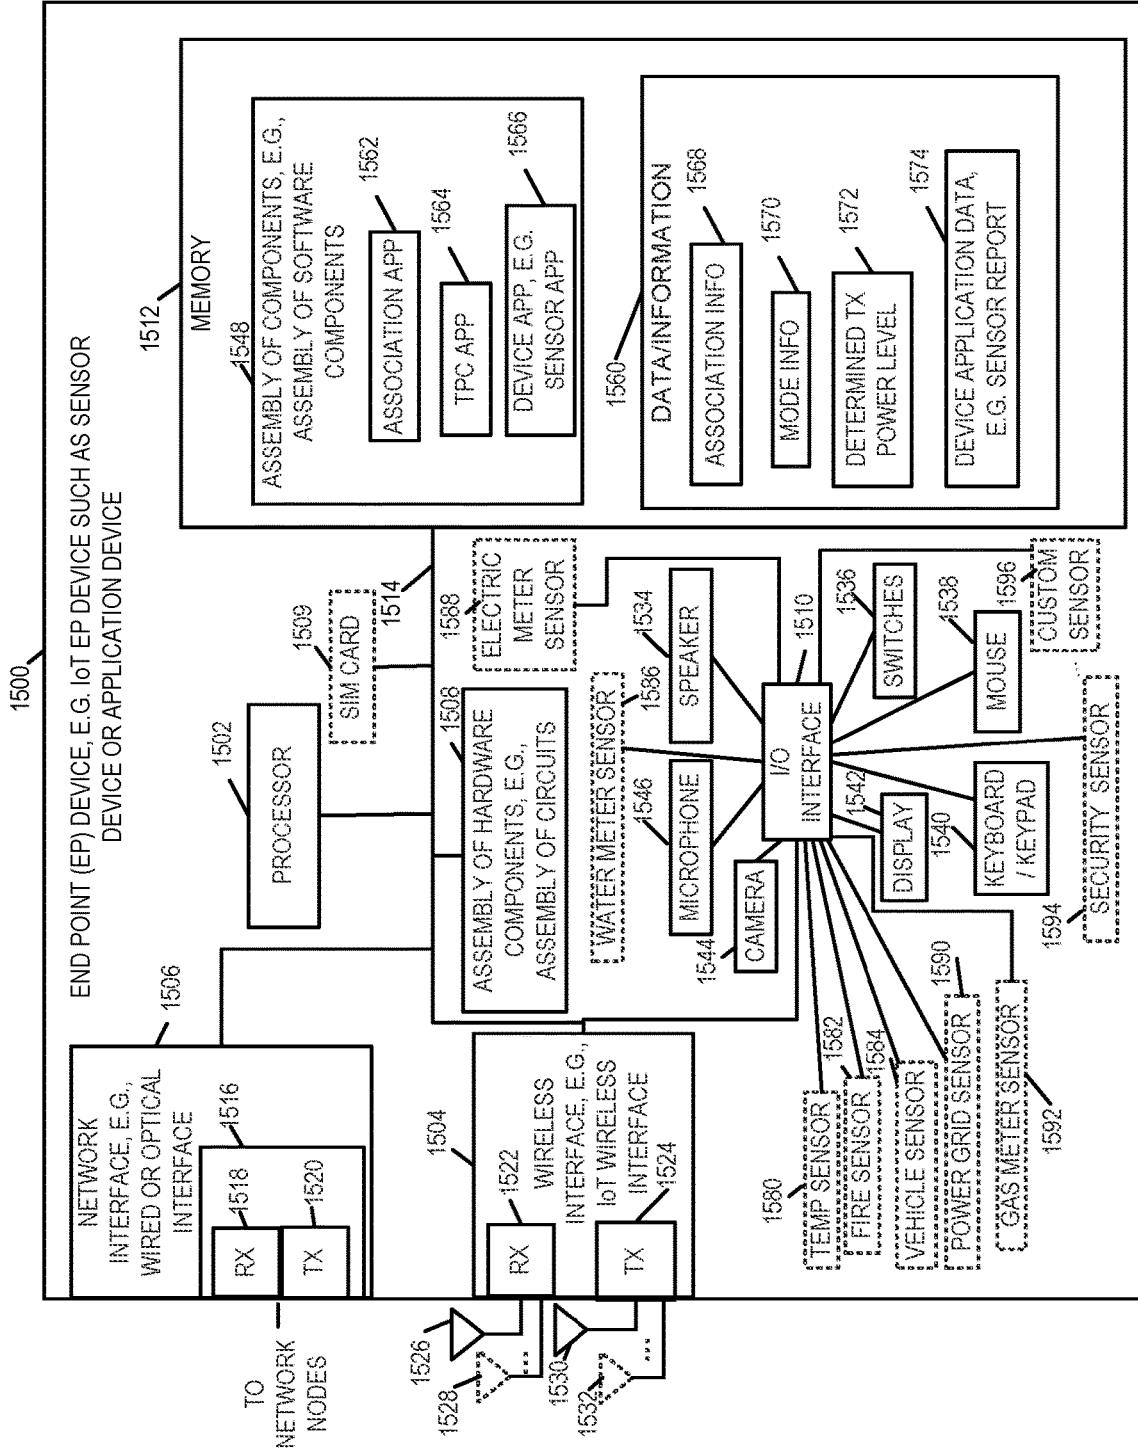 1500
END POINT (EP) DEVICE, E.G. IoT EP DEVICE SUCH AS SENSOR
DEVICE OR APPLICATION DEVICE
1506
NETWORK
INTERFACE, E.G.,
WIRED OR OPTICAL
INTERFACE
1516
1518
RX
1520
TX
TO
NETWORK
NODES
1502
PROCESSOR
1509
SIM CARD
1514
1512
MEMORY
1548
ASSEMBLY OF COMPONENTS, E.G.,
ASSEMBLY OF SOFTWARE
COMPONENTS
1562
ASSOCIATION APP
1564
TPC APP
1566
DEVICE APP, E.G.
SENSOR APP
1560
DATA/INFORMATION
1568
ASSOCIATION INFO
1570
MODE INFO
1572
DETERMINED TX
POWER LEVEL
1574
DEVICE APPLICATION DATA,
E.G. SENSOR REPORT
1504
1522
RX
WIRELESS
INTERFACE, E.G.,
IoT WIRELESS
INTERFACE
1524
TX
1526
1528
...
1530
1532
...
1508
ASSEMBLY OF HARDWARE
COMPONENTS, E.G.,
ASSEMBLY OF CIRCUITS
1588
ELECTRIC
METER
SENSOR
1586
WATER METER SENSOR
1546
MICROPHONE
1534
SPEAKER
1544
CAMERA
I/O
INTERFACE
1510
1542
DISPLAY
1536
SWITCHES
1540
KEYBOARD
/ KEYPAD
1538
MOUSE
1580
TEMP SENSOR
1582
FIRE SENSOR
1584
VEHICLE SENSOR
1590
POWER GRID SENSOR
1592
GAS METER SENSOR
1594
SECURITY SENSOR
...
1596
CUSTOM
SENSOR